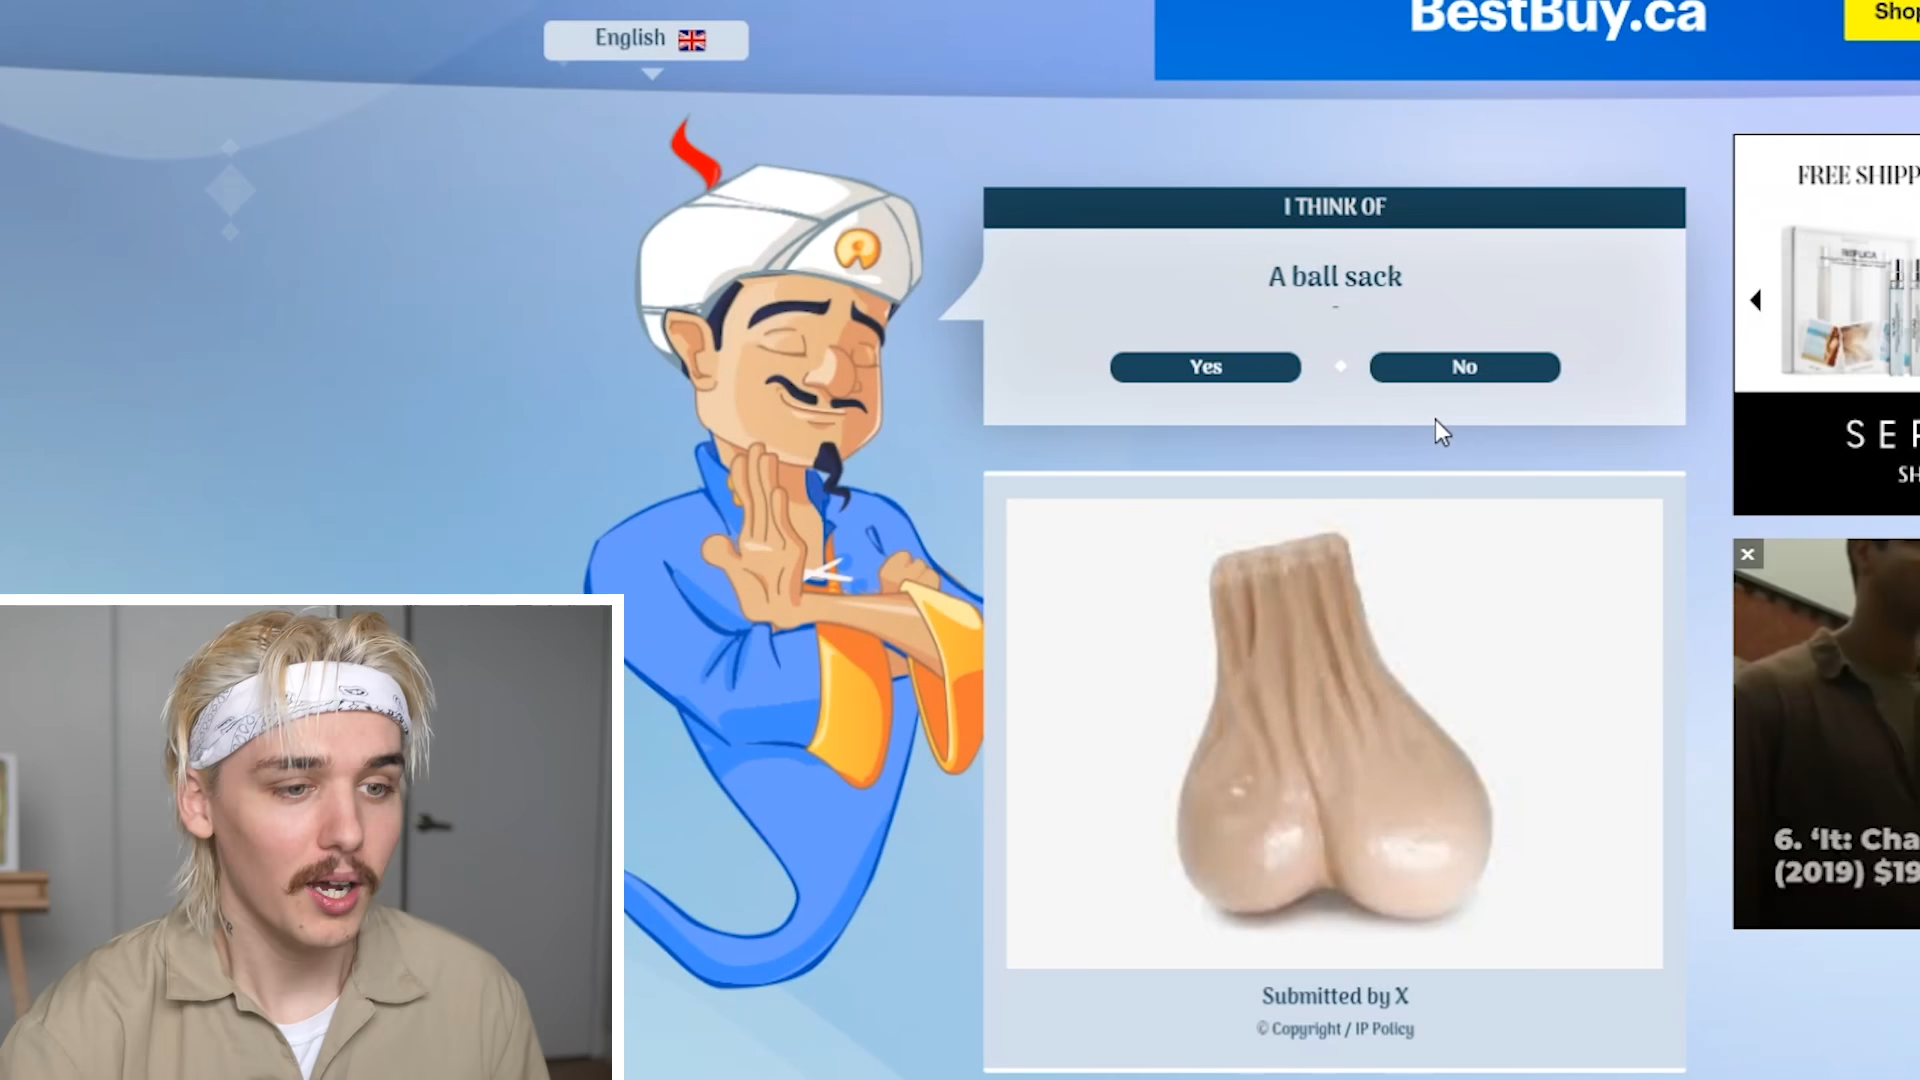 English
BestBuy.ca
Shop
I THINK OF
A ball sack
-
Yes
No
FREE SHIPP
SEP
SH
6. ‘It: Cha
(2019) $19
Submitted by X
© Copyright / IP Policy